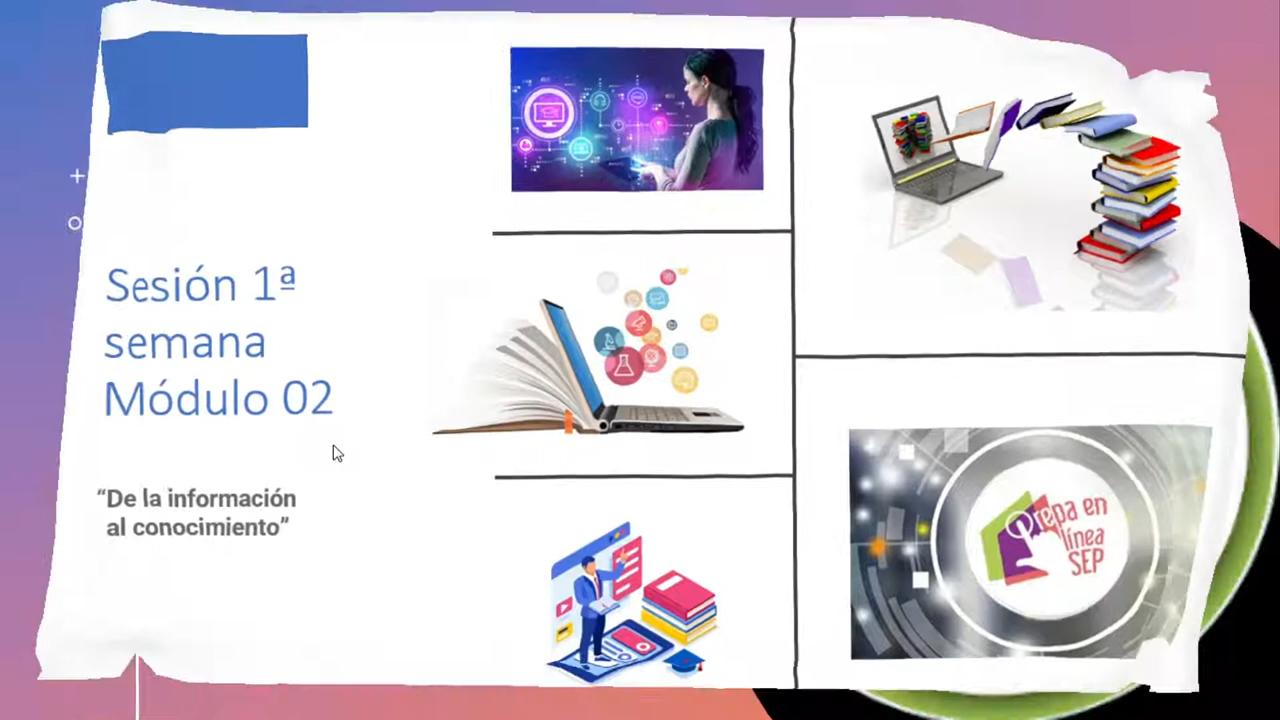 Sesión 1ª
semana
Módulo 02
“De la información
al conocimiento”
Prepa en
línea
SEP